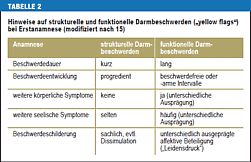 TABELLE 2
Hinweise auf strukturelle und funktionelle Darmbeschwerden („yellow flags“)
bei Erstanamnese (modifiziert nach 15)
Anamnese strukturelle Darm- funktionelle Darm-
beschwerden beschwerden
Beschwerdedauer kurz lang
Beschwerdeentwicklung progredient beschwerdefreie oder
-arme Intervalle
weitere körperliche Symptome keine ja (unterschiedliche
Ausprägung)
weitere seelische Symptome selten häufig (unterschiedliche
Ausprägung)
Beschwerdeschilderung sachlich, evtl. unterschiedlich ausgeprägte
Dissimulation affektive Beteiligung
(„Leidensdruck“)